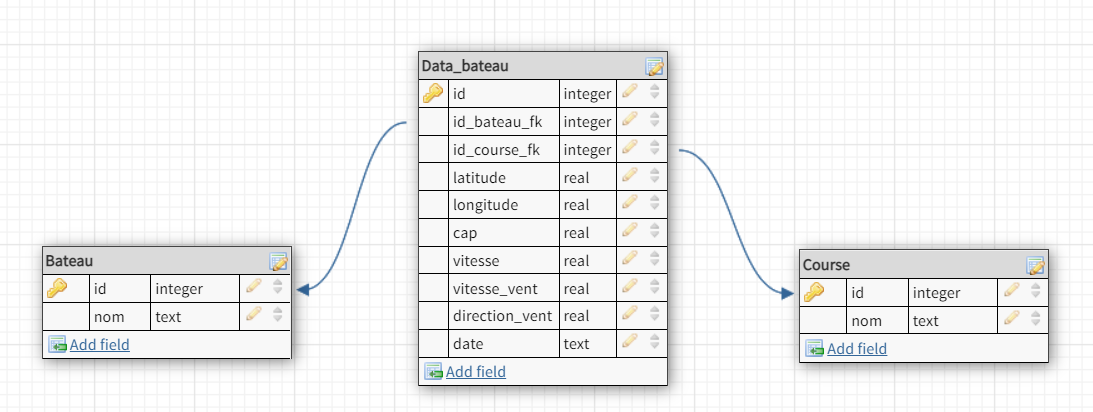 Data_bateau
id integer
id_bateau_fk integer
id_course_fk integer
latitude real
longitude real
cap real
vitesse real
vitesse_vent real
direction_vent real
date text
Add field
Bateau
id integer
nom text
Add field
Course
id integer
nom text
Add field